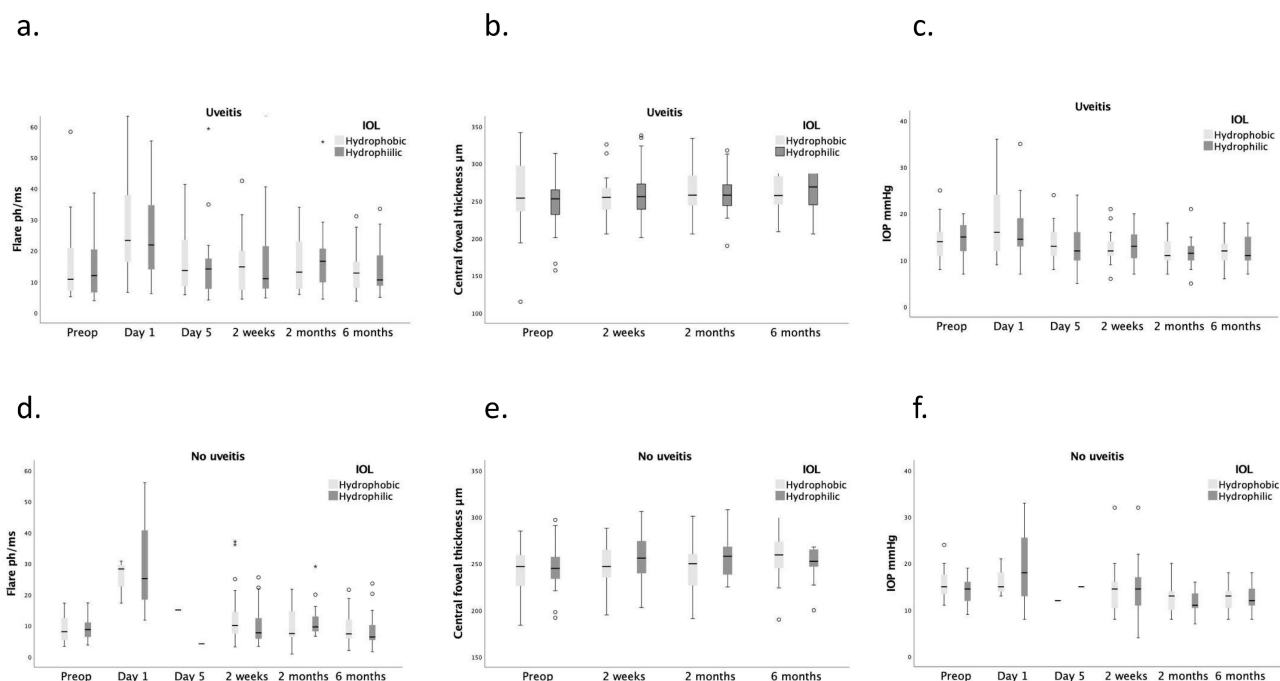 a.
b.
c.
Uveitis
IOL
Hydrophobic
Hydrophiilic
Flare ph/ms
60
50
40
30
20
10
0
Preop Day 1 Day 5 2 weeks 2 months 6 months
Uveitis
IOL
Hydrophobic
Hydrophilic
Central foveal thickness µm
350
300
250
200
150
100
Preop 2 weeks 2 months 6 months
Uveitis
IOL
Hydrophobic
Hydrophilic
IOP mmHg
40
30
20
10
0
Preop Day 1 Day 5 2 weeks 2 months 6 months
d.
e.
f.
No uveitis
IOL
Hydrophobic
Hydrophilic
Flare ph/ms
60
50
40
30
20
10
0
Preop Day 1 Day 5 2 weeks 2 months 6 months
No uveitis
IOL
Hydrophobic
Hydrophilic
Central foveal thickness µm
350
300
250
200
150
Preop 2 weeks 2 months 6 months
No uveitis
IOL
Hydrophobic
Hydrophilic
IOP mmHg
40
30
20
10
0
Preop Day 1 Day 5 2 weeks 2 months 6 months